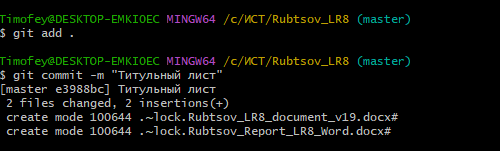 Timofey@DESKTOP-EMKIOEC MINGW64 /c/ИСТ/Rubtsov_LR8 (master)
$ git add .
Timofey@DESKTOP-EMKIOEC MINGW64 /c/ИСТ/Rubtsov_LR8 (master)
$ git commit -m "Титульный лист"
[master e3988bc] Титульный лист
2 files changed, 2 insertions(+)
create mode 100644 .~lock.Rubtsov_LR8_document_v19.docx#
create mode 100644 .~lock.Rubtsov_Report_LR8_Word.docx#